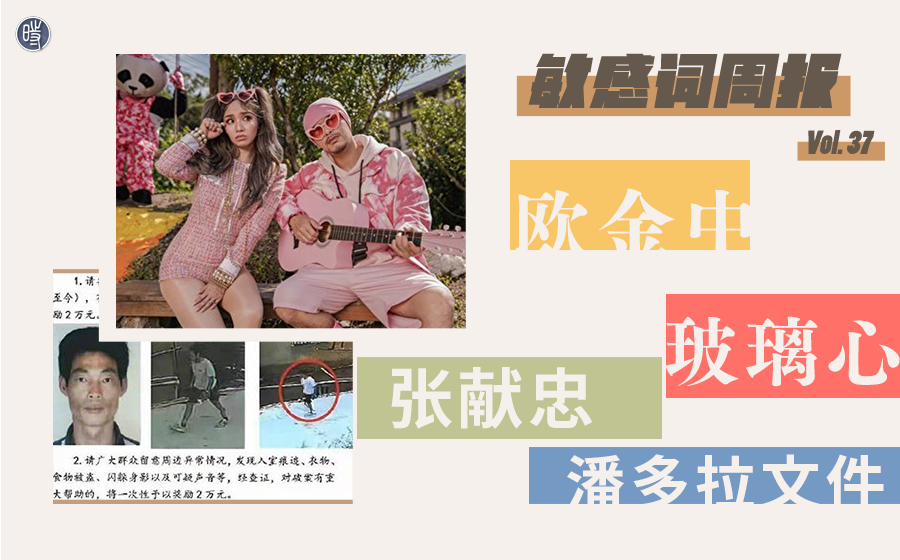 時
敏感词周报
Vol. 37
欧金中
玻璃心
张献忠
潘多拉文件
1.请
至今），
励2万元。
2.请广大群众留意周边异常情况，发现入室痕迹、衣物、
食物被盗、闪躲身影以及可疑声音等，经查证，对破案有重
大帮助的，将一次性予以奖励2万元。